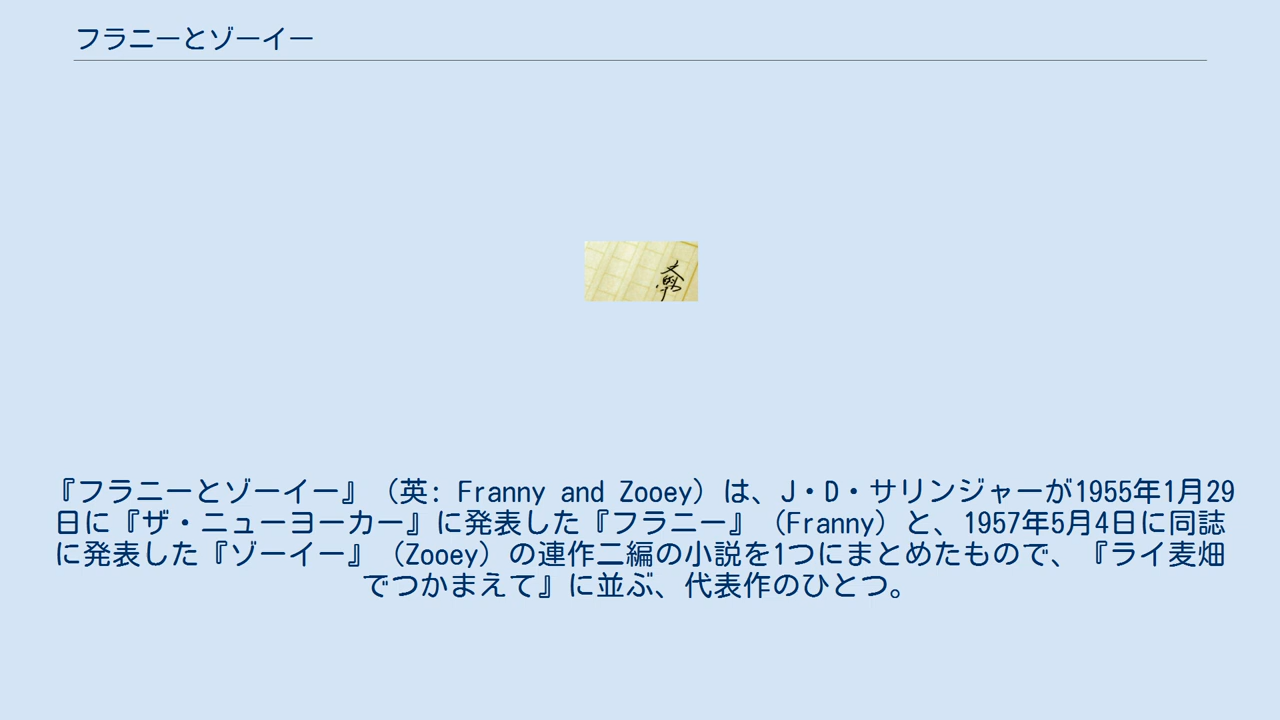 フラニーとゾーイー
『フラニーとゾーイー』（英: Franny and Zooey）は、J・D・サリンジャーが1955年1月29
日に『ザ・ニューヨーカー』に発表した『フラニー』（Franny）と、1957年5月4日に同誌
に発表した『ゾーイー』（Zooey）の連作二編の小説を1つにまとめたもので、『ライ麦畑
でつかまえて』に並ぶ、代表作のひとつ。